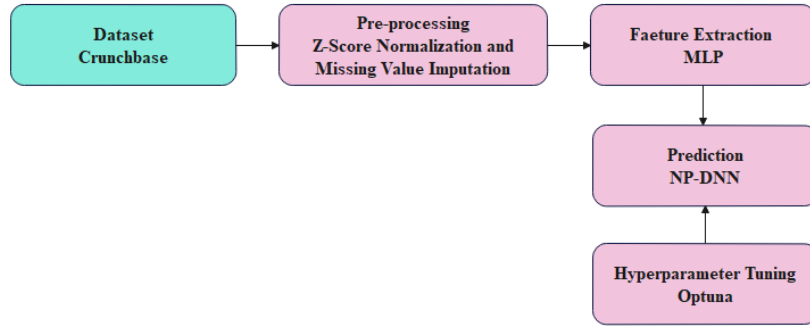 Dataset
Crunchbase
Pre-processing
Z-Score Normalization and
Missing Value Imputation
Faeture Extraction
MLP
Prediction
NP-DNN
Hyperparameter Tuning
Optuna